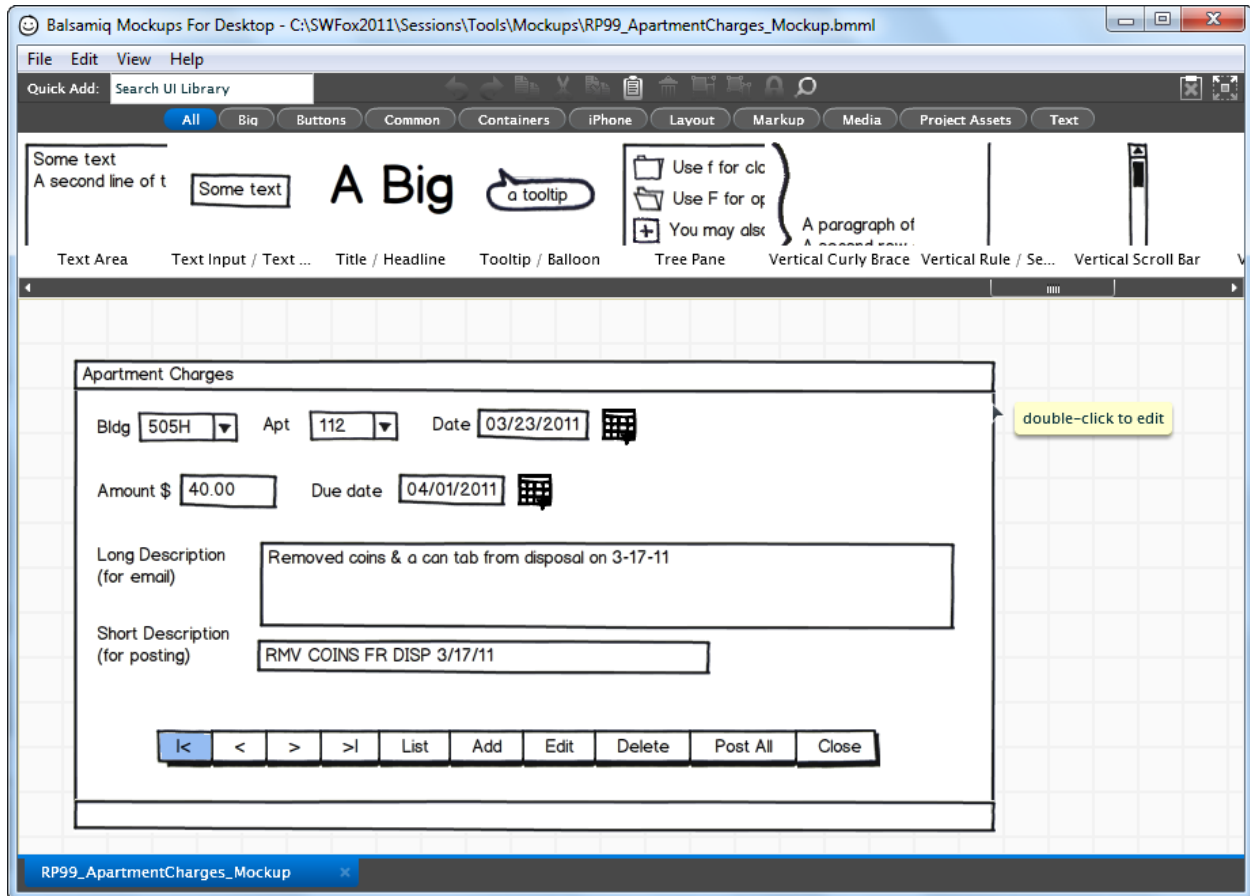 Balsamiq Mockups For Desktop - C:\SWFox2011\Sessions\Tools\Mockups\RP99_ApartmentCharges_Mockup.bmml
File Edit View Help
Quick Add: Search UI Library
All Big Buttons Common Containers iPhone Layout Markup Media Project Assets Text
Some text
A second line of t
Some text
A Big
a tooltip
Use f for clo
Use F for op
You may also
A paragraph of
Text Area Text Input / Text ... Title / Headline Tooltip / Balloon Tree Pane Vertical Curly Brace Vertical Rule / Se... Vertical Scroll Bar
Apartment Charges
Bldg 505H Apt 112 Date 03/23/2011
double-click to edit
Amount $ 40.00 Due date 04/01/2011
Long Description
(for email)
Removed coins & a can tab from disposal on 3-17-11
Short Description
(for posting)
RMV COINS FR DISP 3/17/11
|< < > >| List Add Edit Delete Post All Close
RP99_ApartmentCharges_Mockup